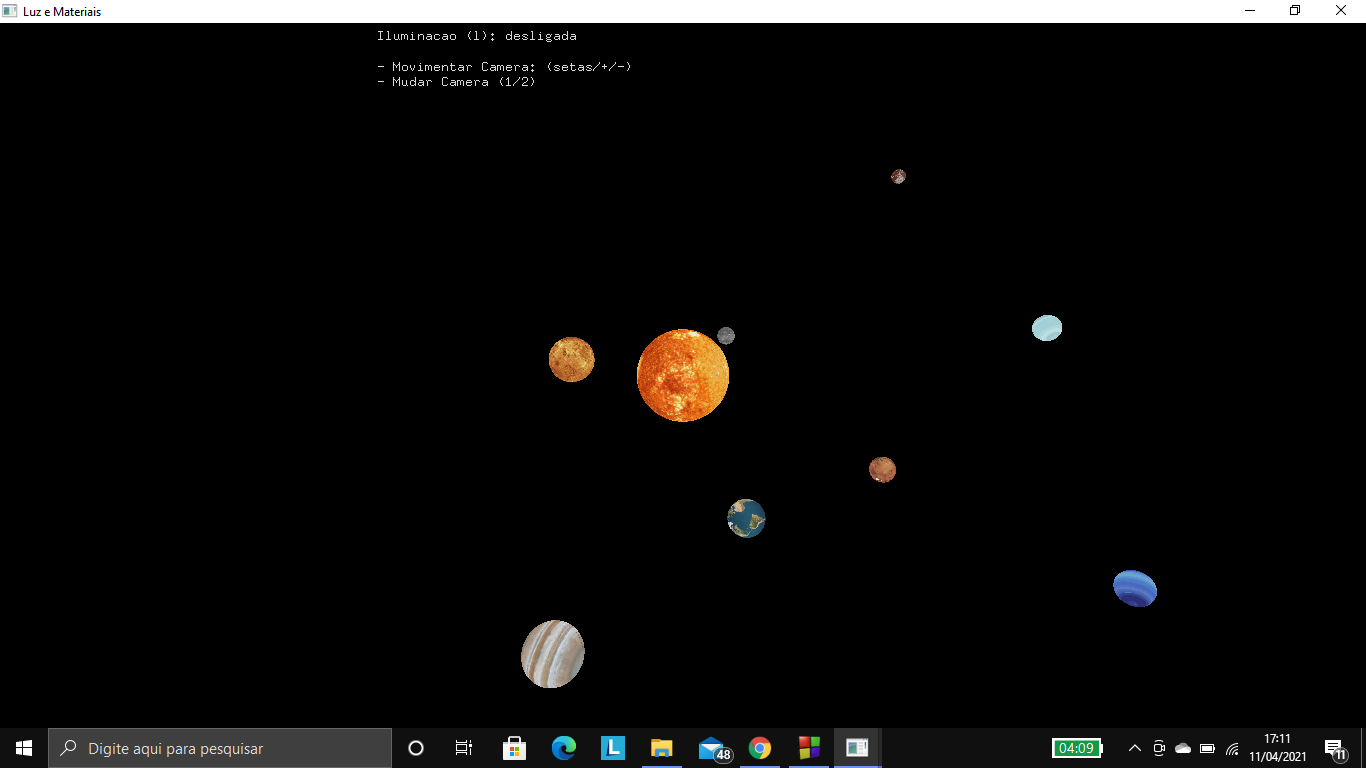 Luz e Materiais
Iluminacao (l): desligada
- Movimentar Camera: (setas/+/-)
- Mudar Camera (1/2)
Digite aqui para pesquisar
L
48
04:09
17:11
11/04/2021
11